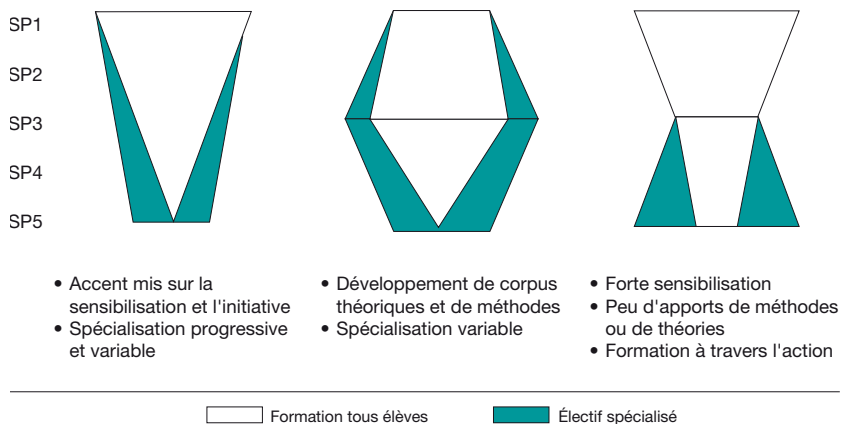 SP1
SP2
SP3
SP4
SP5
• Accent mis sur la
sensibilisation et l'initiative
• Spécialisation progressive
et variable
• Développement de corpus
théoriques et de méthodes
• Spécialisation variable
• Forte sensibilisation
• Peu d'apports de méthodes
ou de théories
• Formation à travers l'action
Formation tous élèves
Électif spécialisé